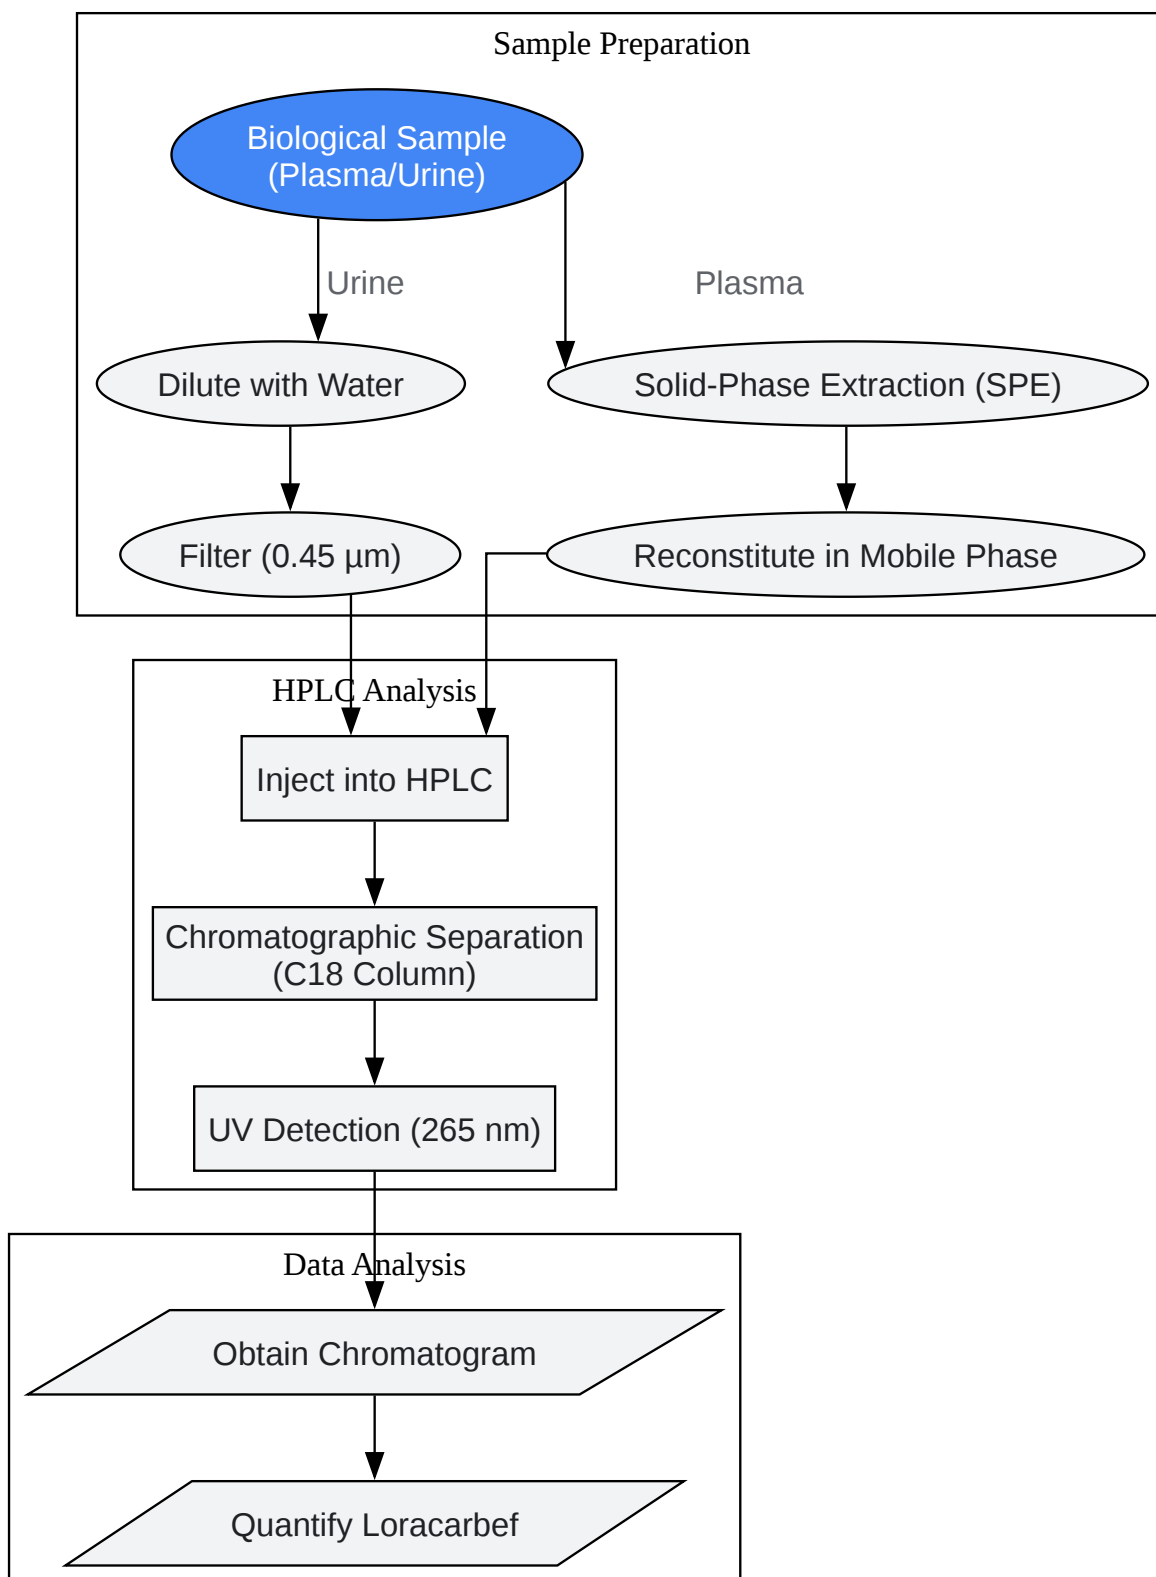 Sample Preparation
Biological Sample
(Plasma/Urine)
Urine
Plasma
Dilute with Water
Solid-Phase Extraction (SPE)
Filter (0.45 µm)
Reconstitute in Mobile Phase
HPLC Analysis
Inject into HPLC
Chromatographic Separation
(C18 Column)
UV Detection (265 nm)
Data Analysis
Obtain Chromatogram
Quantify Loracarbef